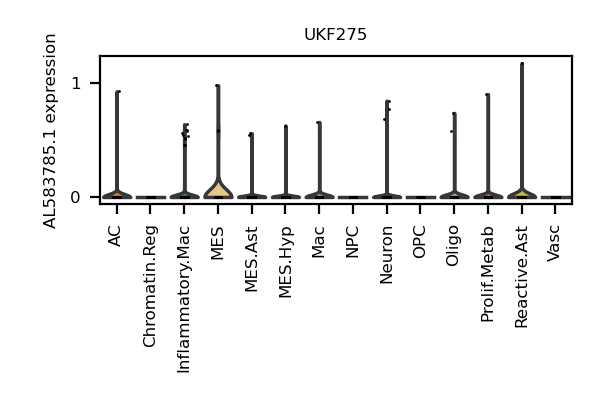 UKF275
AL583785.1 expression
1
0
AC
Chromatin.Reg
Inflammatory.Mac
MES
MES.Ast
MES.Hyp
Mac
NPC
Neuron
OPC
Oligo
Prolif.Metab
Reactive.Ast
Vasc